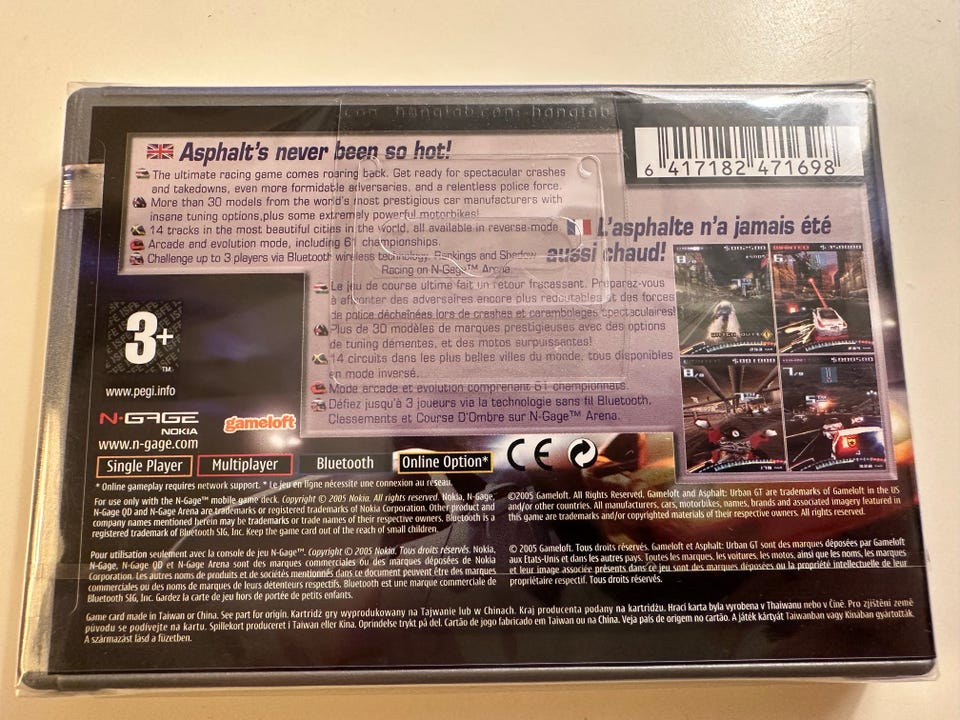 Asphalt's never been so hot!
The ultimate racing game comes roaring back. Get ready for spectacular crashes
and takedowns, even more formidable adversaries, and a relentless police force.
More than 30 models from the world's most prestigious car manufacturers with
insane tuning options,plus some extremely powerful motorbikes!
14 tracks in the most beautiful cities in the world, all available in reverse-mode
Arcade and evolution mode, including 61 championships.
Challenge up to 3 players via Bluetooth wireless technology. Rankings and Shadow
Racing on N-Gage™ Arena.
6 417182 471698
L'asphalte n'a jamais été
aussi chaud!
Le jeu de course ultime fait un retour fracassant. Préparez-vous
à affronter des adversaires encore plus redoutables et des forces
de police déchaînées lors de crashes et carambolages spectaculaires!
Plus de 30 modèles de marques prestigieuses avec des options
de tuning démentes, et des motos surpuissantes!
14 circuits dans les plus belles villes du monde, tous disponibles
en mode inversé.
Mode arcade et evolution comprenant 61 championnats.
Défiez jusqu'à 3 joueurs via la technologie sans fil Bluetooth,
Classements et Course D'Ombre sur N-Gage™ Arena.
3+
www.pegi.info
N-GAGE
NOKIA
gameloft
www.n-gage.com
Single Player Multiplayer Bluetooth Online Option*
CE
* Online gameplay requires network support. * Le jeu en ligne nécessite une connexion au réseau.
For use only with the N-Gage™ mobile game deck. Copyright © 2005 Nokia. All rights reserved. Nokia, N-Gage,
N-Gage QD and N-Gage Arena are trademarks or registered trademarks of Nokia Corporation. Other product and
company names mentioned herein may be trademarks or trade names of their respective owners. Bluetooth is a
registered trademark of Bluetooth SIG, Inc. Keep the game card out of the reach of small children.
©2005 Gameloft. All Rights Reserved. Gameloft and Asphalt: Urban GT are trademarks of Gameloft in the US
and/or other countries. All manufacturers, cars, motorbikes, names, brands and associated imagery featured in
this game are trademarks and/or copyrighted materials of their respective owners. All rights reserved.
Pour utilisation seulement avec la console de jeu N-Gage™. Copyright © 2005 Nokia. Tous droits réservés. Nokia,
N-Gage, N-Gage QD et N-Gage Arena sont des marques commerciales ou des marques déposées de Nokia
Corporation. Les autres noms de produits et de sociétés mentionnés dans ce document peuvent être des marques
commerciales ou des noms de marques de leurs détenteurs respectifs. Bluetooth est une marque commerciale de
Bluetooth SIG, Inc. Gardez la carte de jeu hors de portée de petits enfants.
© 2005 Gameloft. Tous droits réservés. Gameloft et Asphalt: Urban GT sont des marques déposées par Gameloft
aux Etats-Unis et dans les autres pays. Toutes les marques, les voitures, les motos, ainsi que les noms, les marques
et leur image associée présents dans ce jeu sont des marques déposées ou la propriété intellectuelle de leur
propriétaire respectif. Tous droits réservés.
Game card made in Taiwan or China. See part for origin. Kartridż gry wyprodukowany na Tajwanie lub w Chinach. Kraj producenta podany na kartridżu. Hrací karta byla vyrobena v Thaiwanu nebo v Číně. Pro zjištění země
původu se podívejte na kartu. Spillekort produceret i Taiwan eller Kina. Oprindelse trykt på del. Cartão de jogo fabricado em Taiwan ou na China. Veja país de origem no cartão. A játék kártyát Taiwanban vagy Kínában gyártották.
A származást lásd a füzetben.